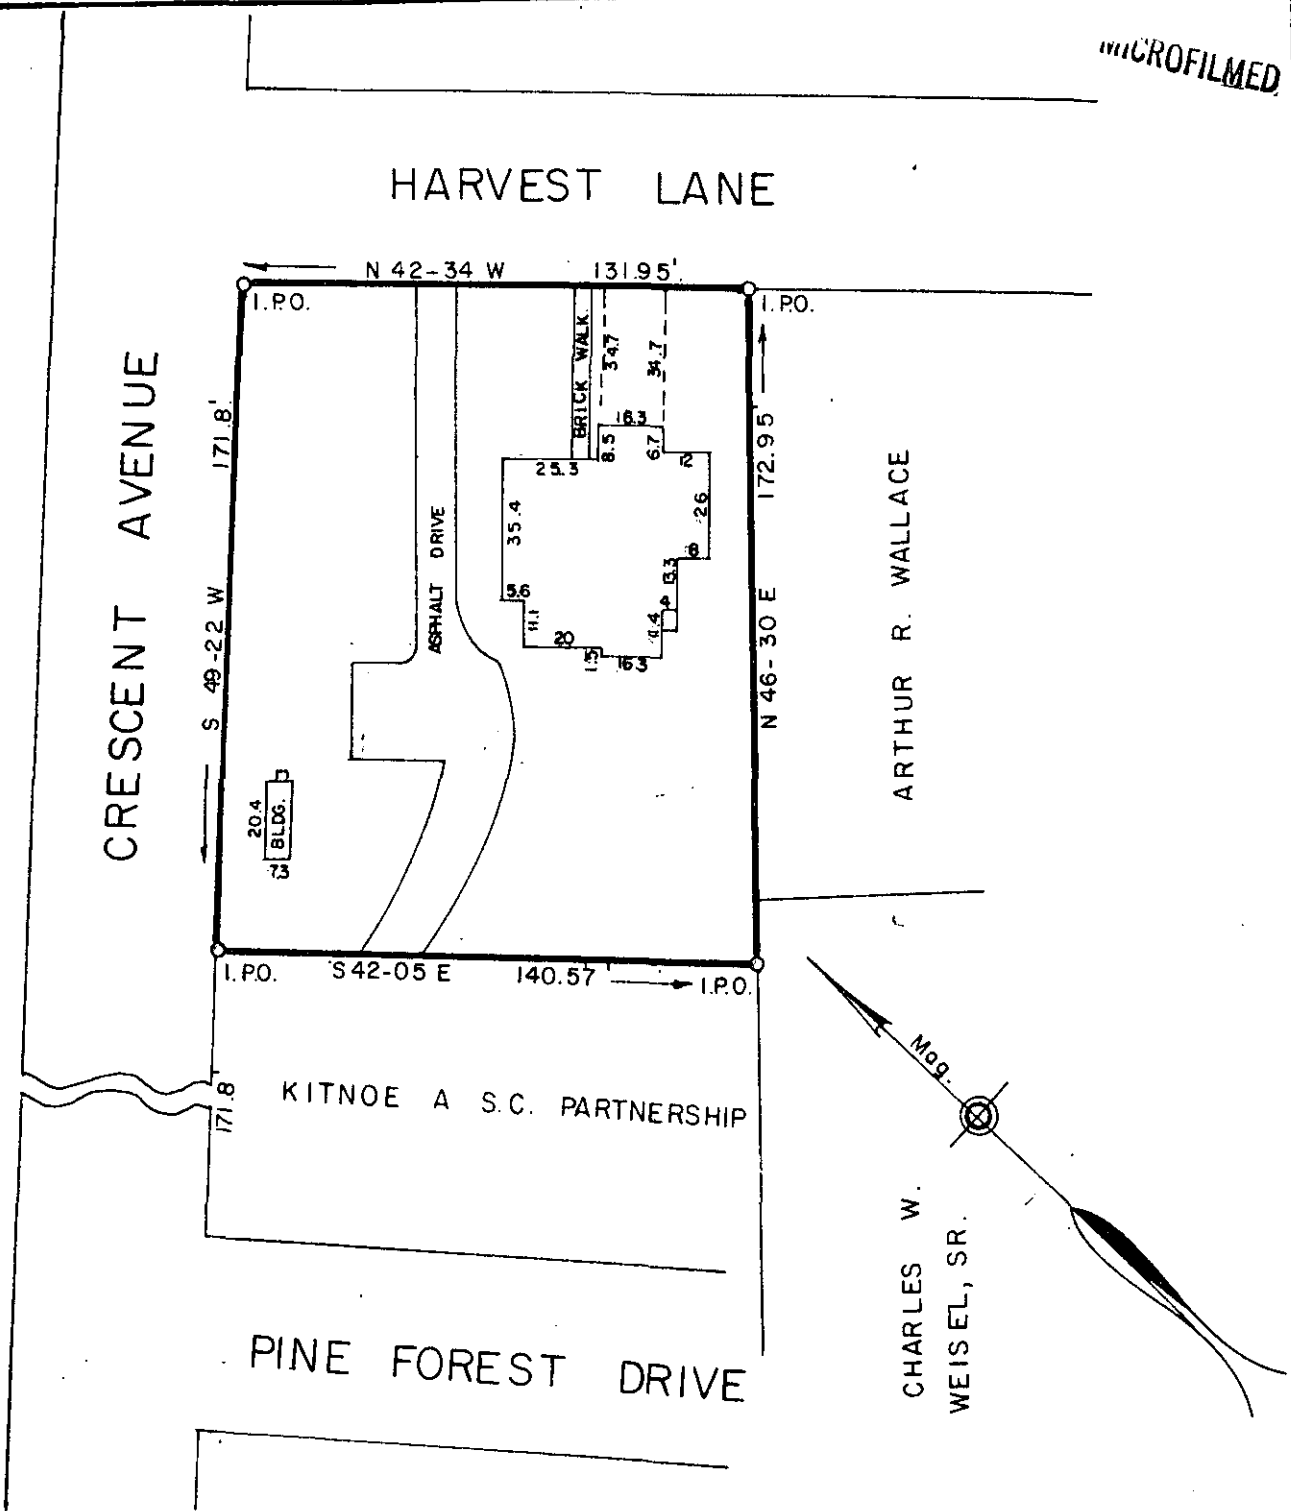 MICROFILMED
HARVEST LANE
N 42-34 W 131.95'
I.P.O.
I.P.O.
CRESCENT AVENUE
171.8'
S 49-22 W
ASPHALT DRIVE
BRICK WALK
34.7
34.7
16.3
8.5
6.7
25.3
35.4
26
8
13.3
4
11.4
5.6
11.1
20
1.5
16.3
172.95'
N 46-30 E
ARTHUR R. WALLACE
20.4
BLDG.
7.3
I.P.O.
S 42-05 E 140.57'
I.P.O.
171.8'
KITNOE A S.C. PARTNERSHIP
Mag.
CHARLES W.
WEISEL, SR.
PINE FOREST DRIVE